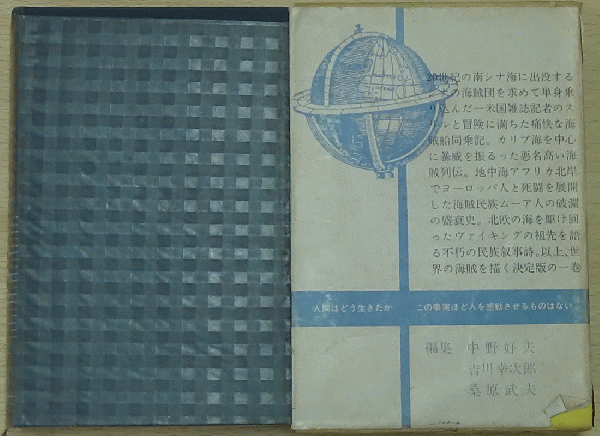 20世紀の南シナ海に出没する
の海賊団を求めて単身乗
り込んだ一米国雑誌記者のス
リルと冒険に満ちた痛快な海
賊船同乗記。カリブ海を中心
に暴威を振るった悪名高い海
賊列伝。地中海アフリカ北岸
でヨーロッパ人と死闘を展開
した海賊民族ムーア人の破瀾
の盛衰史。北欧の海を駆け回
ったヴァイキングの祖先を語
る不朽の民族叙事詩。以上、世
界の海賊を描く決定版の一巻
人間はどう生きたか この事実ほど人を感動させるものはない
編集 中野好夫
吉川幸次郎
桑原武夫